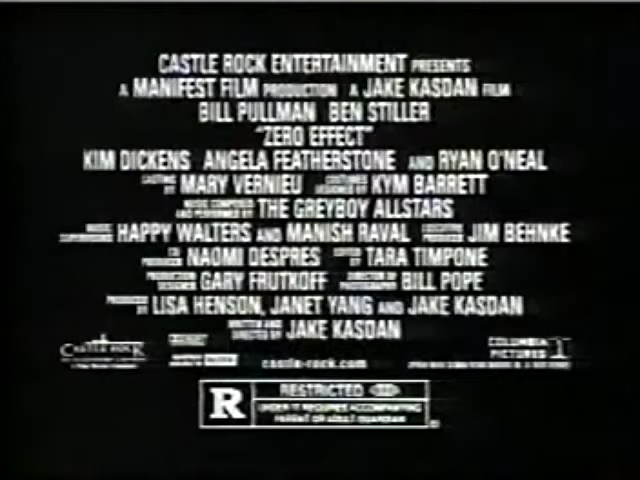 CASTLE ROCK ENTERTAINMENT PRESENTS
A MANIFEST FILM PRODUCTION A JAKE KASDAN FILM
BILL PULLMAN BEN STILLER
"ZERO EFFECT"
KIM DICKENS ANGELA FEATHERSTONE AND RYAN O'NEAL
CASTING BY MARY VERNIEU COSTUMES DESIGNED BY KYM BARRETT
MUSIC COMPOSED AND PERFORMED BY THE GREYBOY ALLSTARS
MUSIC SUPERVISORS HAPPY WALTERS AND MANISH RAVAL EXECUTIVE PRODUCER JIM BEHNKE
CO PRODUCER NAOMI DESPRES EDITED BY TARA TIMPONE
PRODUCTION DESIGNER GARY FRUTKOFF DIRECTOR OF PHOTOGRAPHY BILL POPE
PRODUCED BY LISA HENSON, JANET YANG AND JAKE KASDAN
WRITTEN AND DIRECTED BY JAKE KASDAN
CASTLE ROCK
castle-rock.com
COLUMBIA PICTURES
R RESTRICTED
UNDER 17 REQUIRES ACCOMPANYING
PARENT OR ADULT GUARDIAN